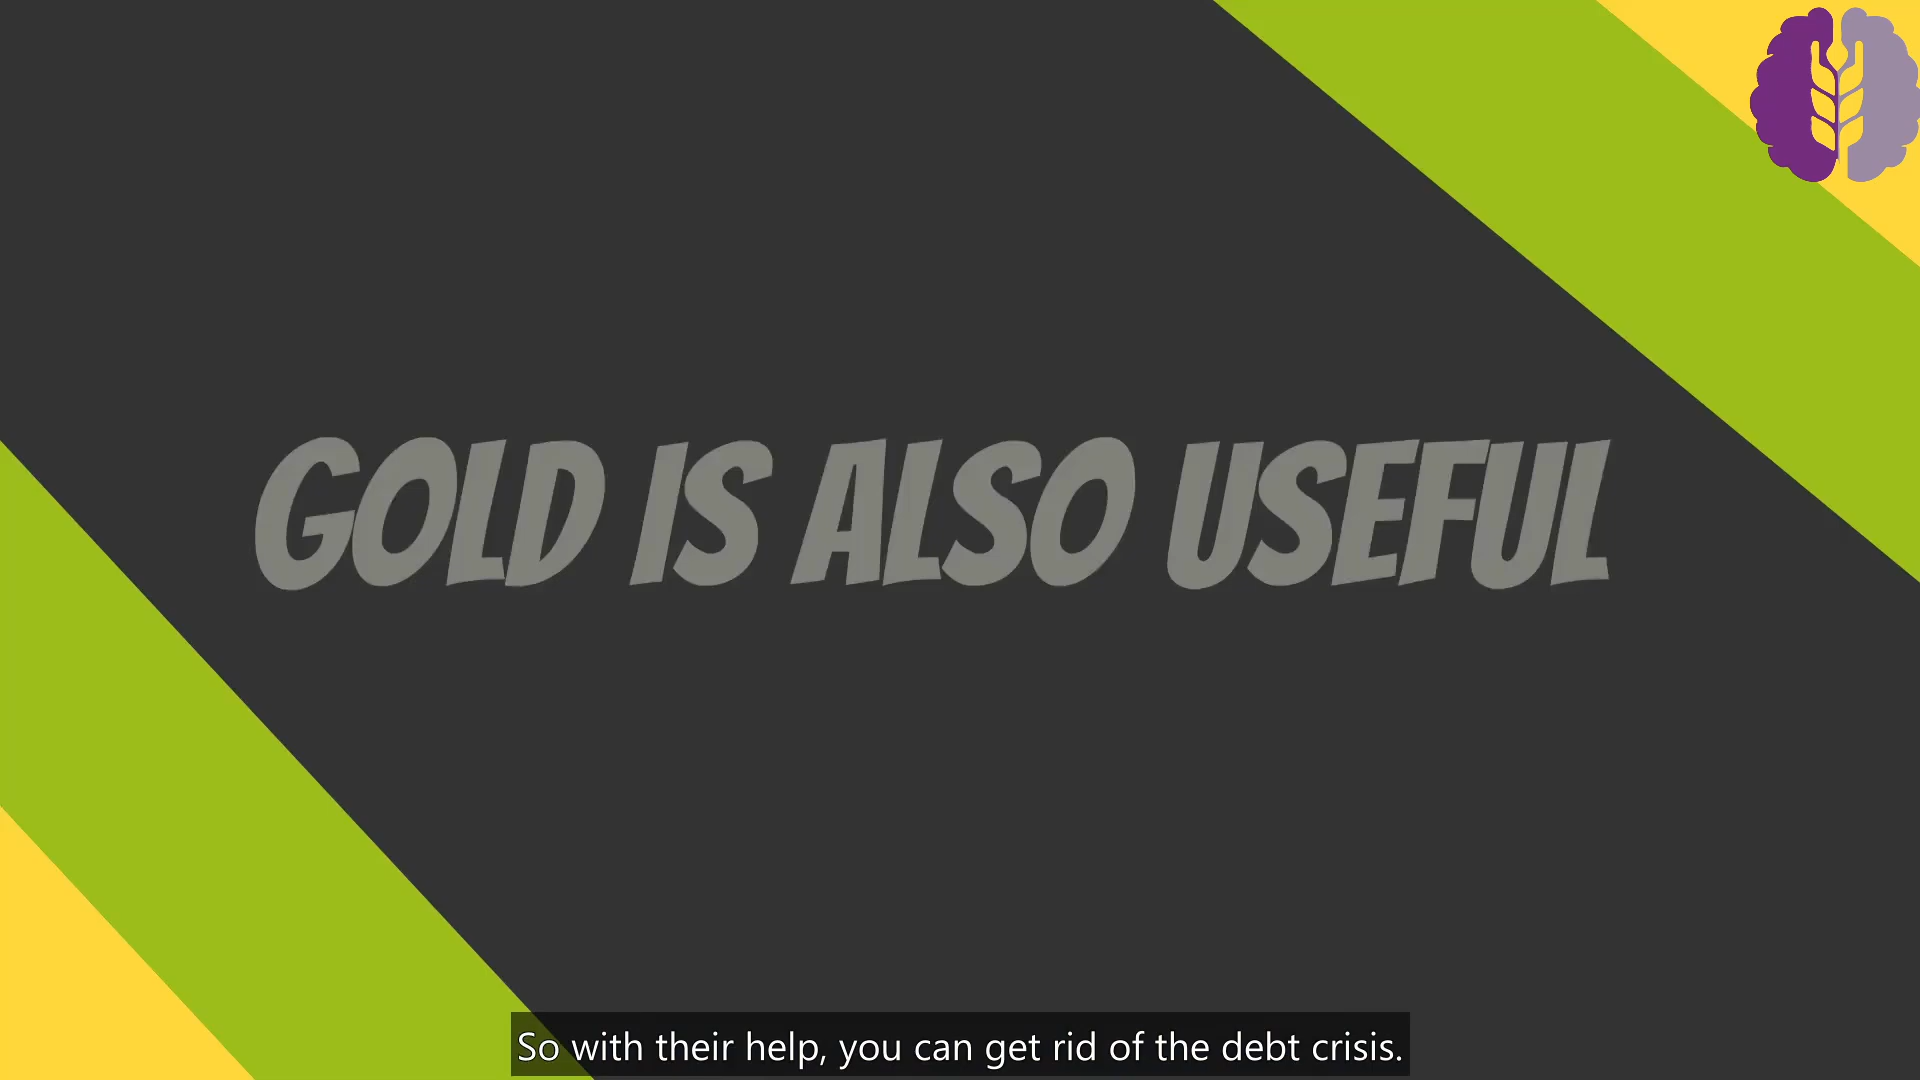 GOLD IS ALSO USEFUL
So with their help, you can get rid of the debt crisis.